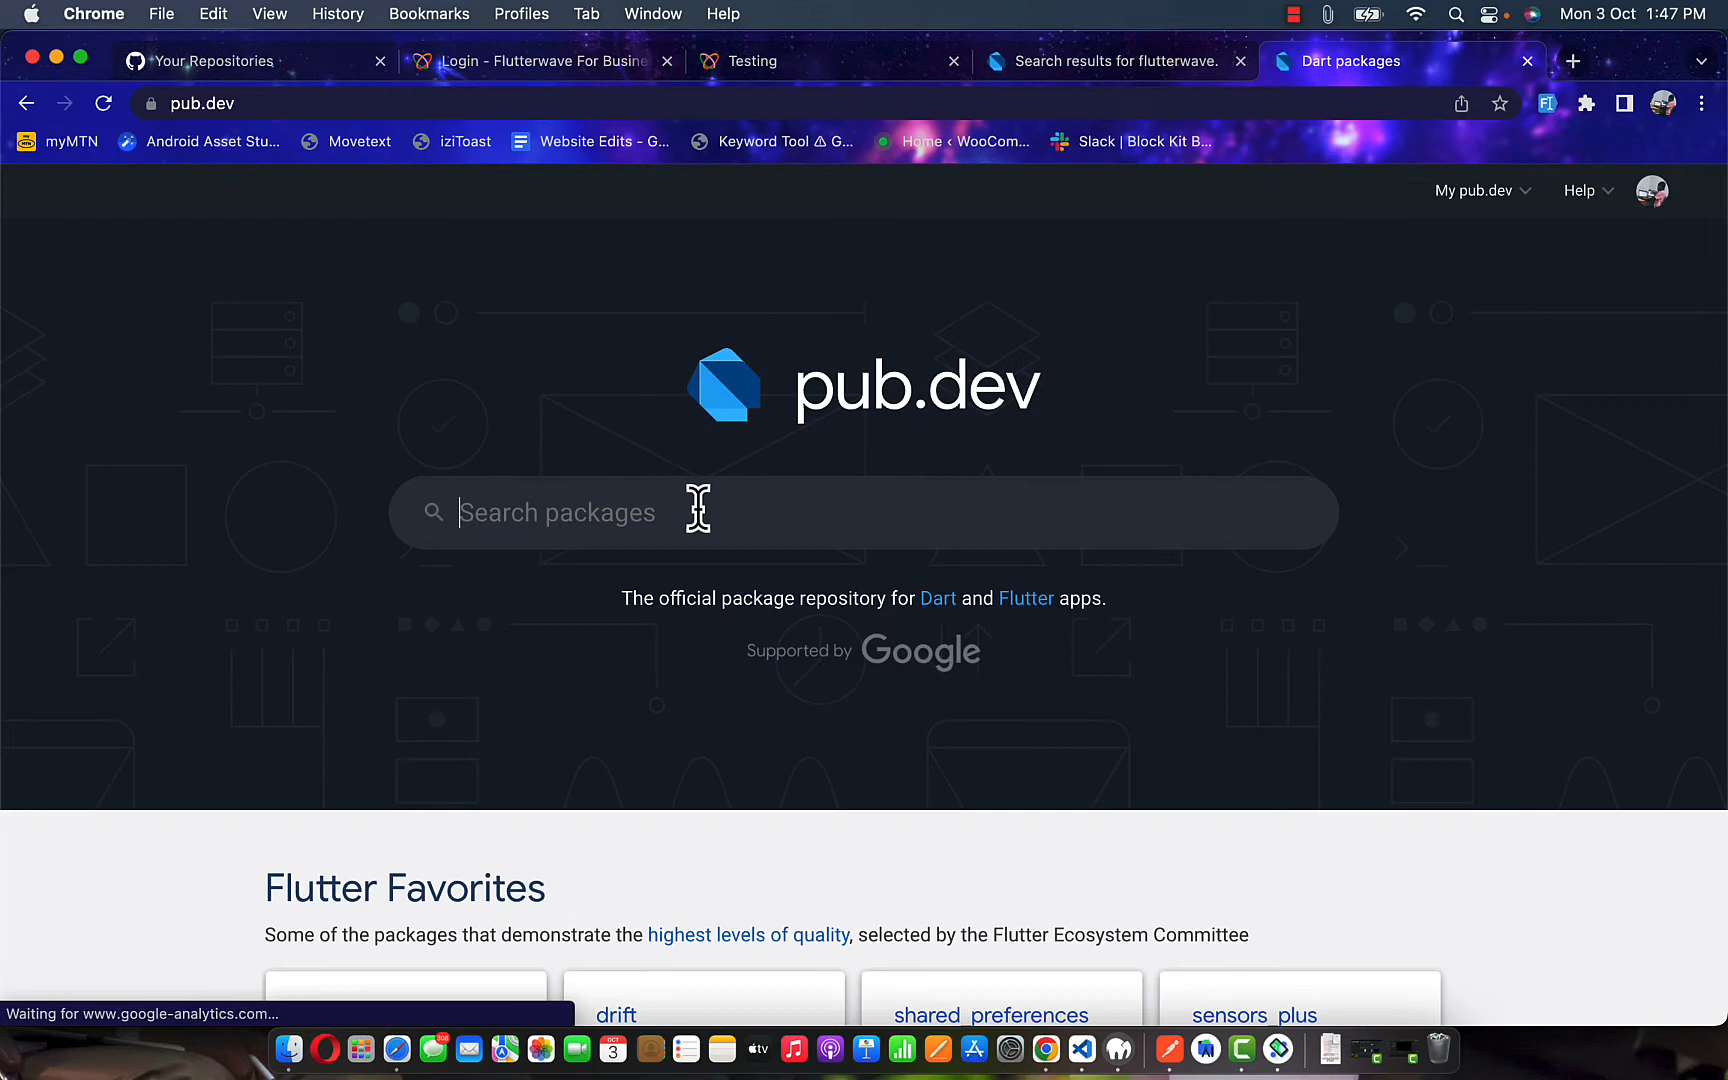 Chrome File Edit View History Bookmarks Profiles Tab Window Help Mon 3 Oct 1:47 PM
Your Repositories Login - Flutterwave For Busine Testing Search results for flutterwave. Dart packages
pub.dev
myMTN Android Asset Stu... Movetext iziToast Website Edits - G... Keyword Tool ⚠ G... Home ‹ WooCom... Slack | Block Kit B...
My pub.dev Help
pub.dev
Search packages
The official package repository for Dart and Flutter apps.
Supported by Google
Flutter Favorites
Some of the packages that demonstrate the highest levels of quality, selected by the Flutter Ecosystem Committee
drift shared_preferences sensors_plus
Waiting for www.google-analytics.com...
308 OCT 3 tv